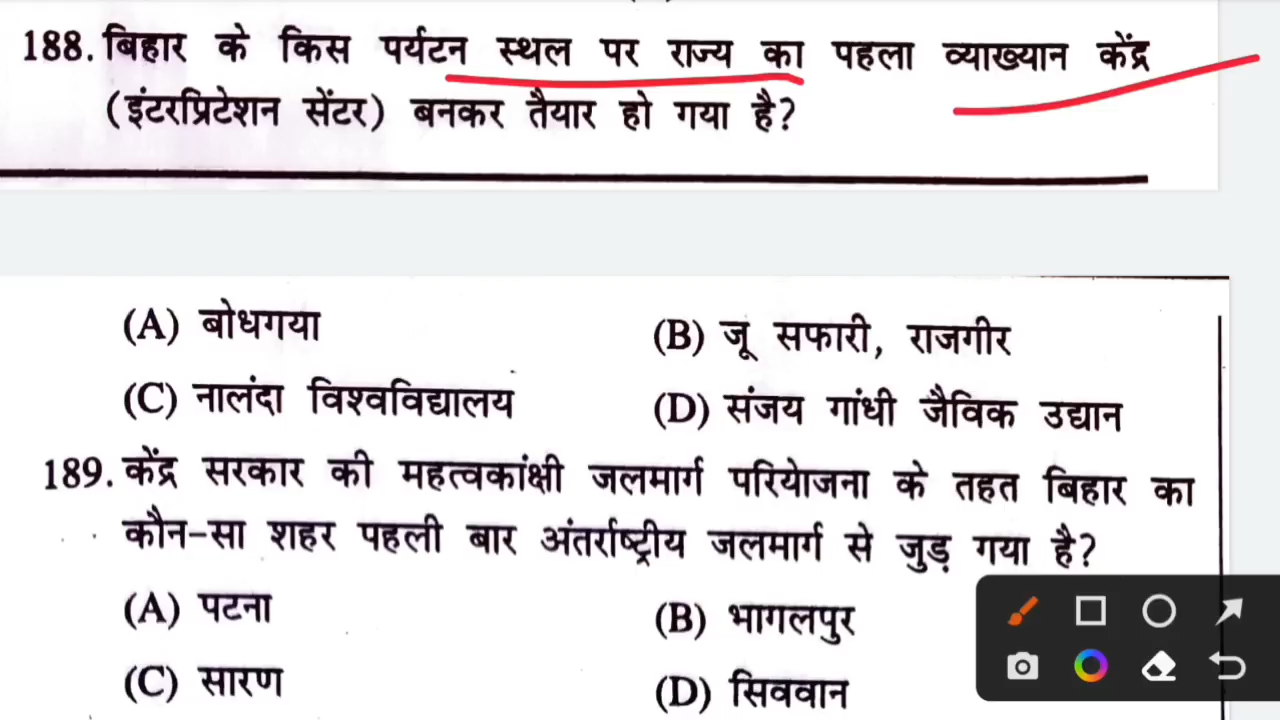 188. बिहार के किस पर्यटन स्थल पर राज्य का पहला व्याख्यान केंद्र
(इंटरप्रिटेशन सेंटर) बनकर तैयार हो गया है?
(A) बोधगया (B) जू सफारी, राजगीर
(C) नालंदा विश्वविद्यालय (D) संजय गांधी जैविक उद्यान
189. केंद्र सरकार की महत्वकांक्षी जलमार्ग परियोजना के तहत बिहार का
कौन-सा शहर पहली बार अंतर्राष्ट्रीय जलमार्ग से जुड़ गया है?
(A) पटना (B) भागलपुर
(C) सारण (D) सिववान